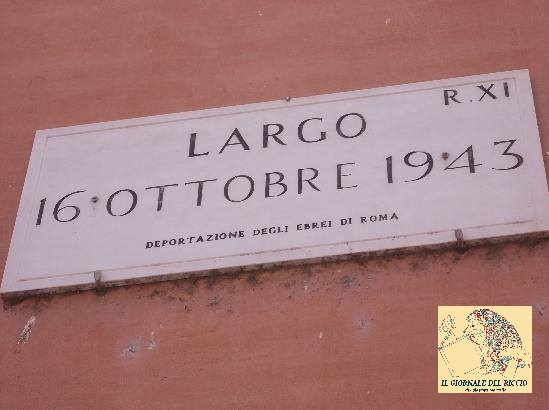 R.XI
LARGO
16 OTTOBRE 1943
DEPORTAZIONE DEGLI EBREI DI ROMA
IL GIORNALE DEL RICCIO